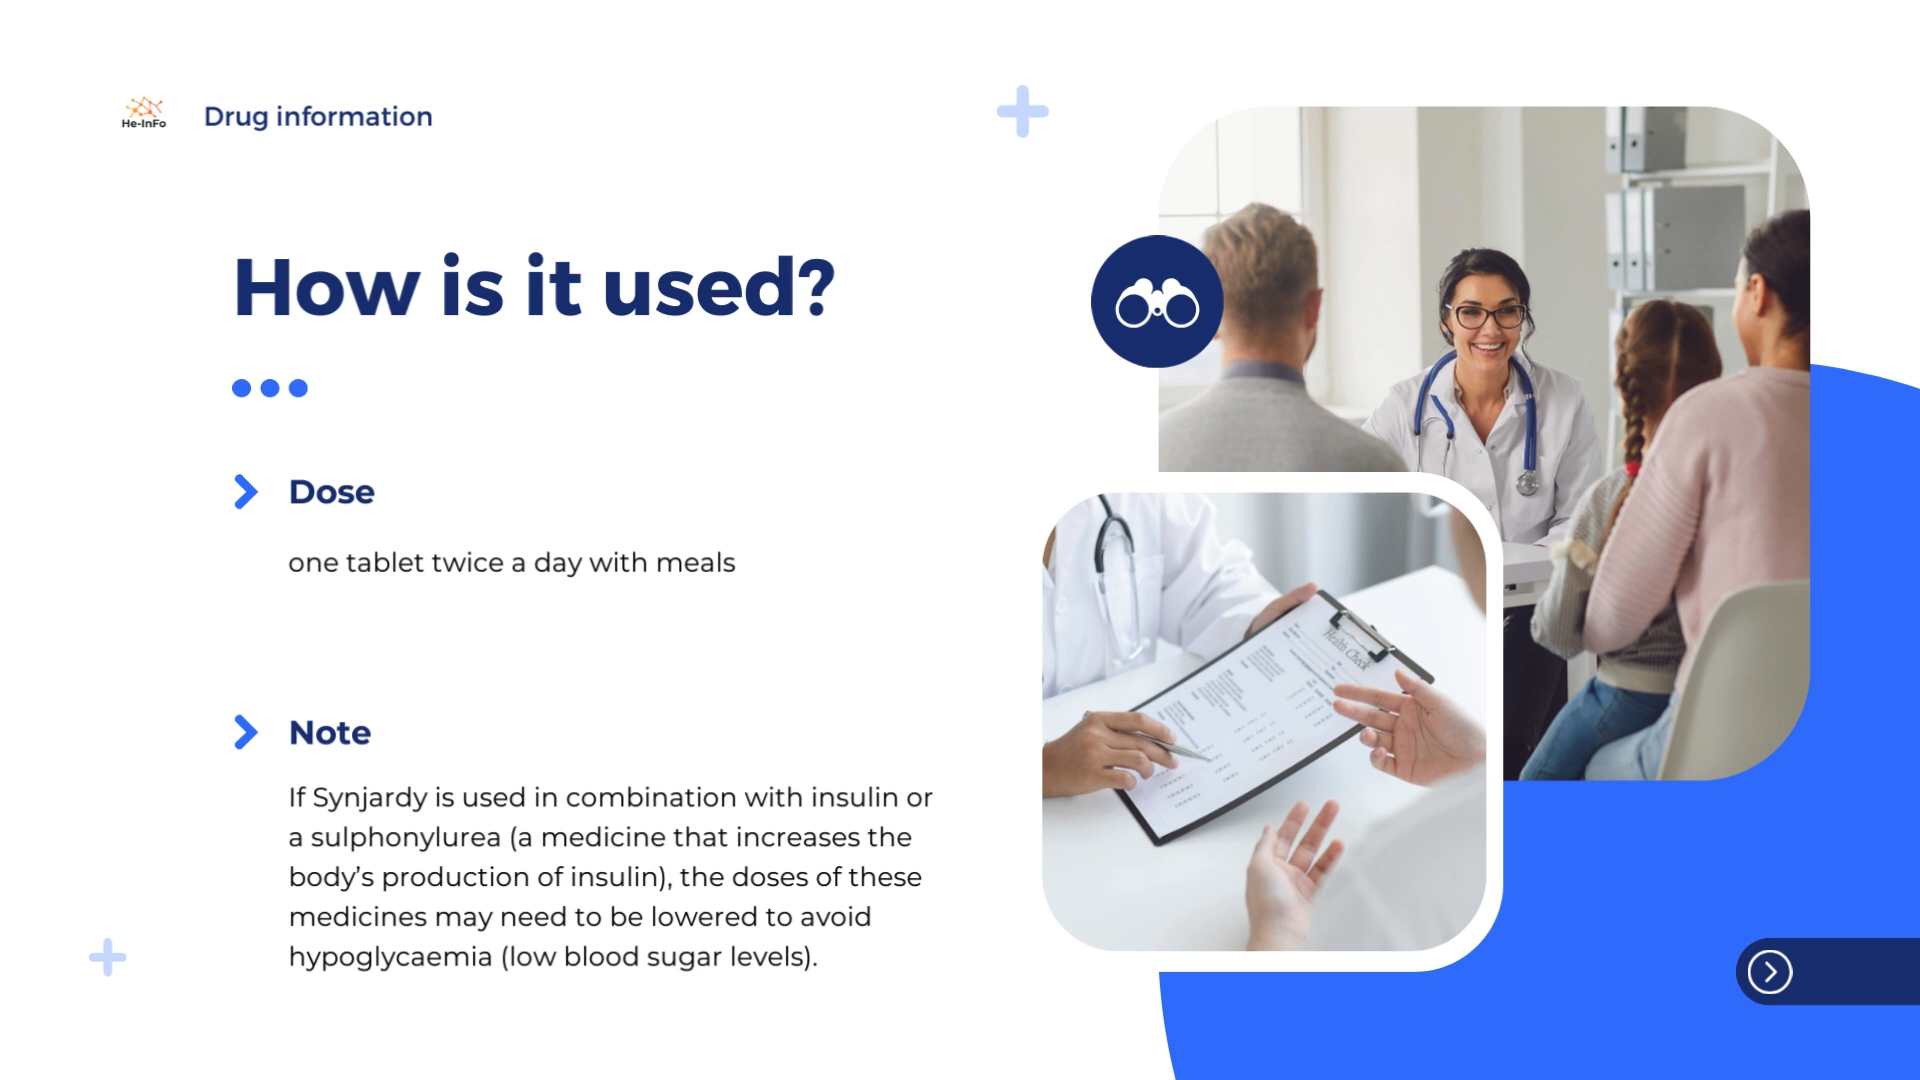 He-InFo
Drug information
How is it used?
Dose
one tablet twice a day with meals
Note
If Synjardy is used in combination with insulin or
a sulphonylurea (a medicine that increases the
body’s production of insulin), the doses of these
medicines may need to be lowered to avoid
hypoglycaemia (low blood sugar levels).
Health Check